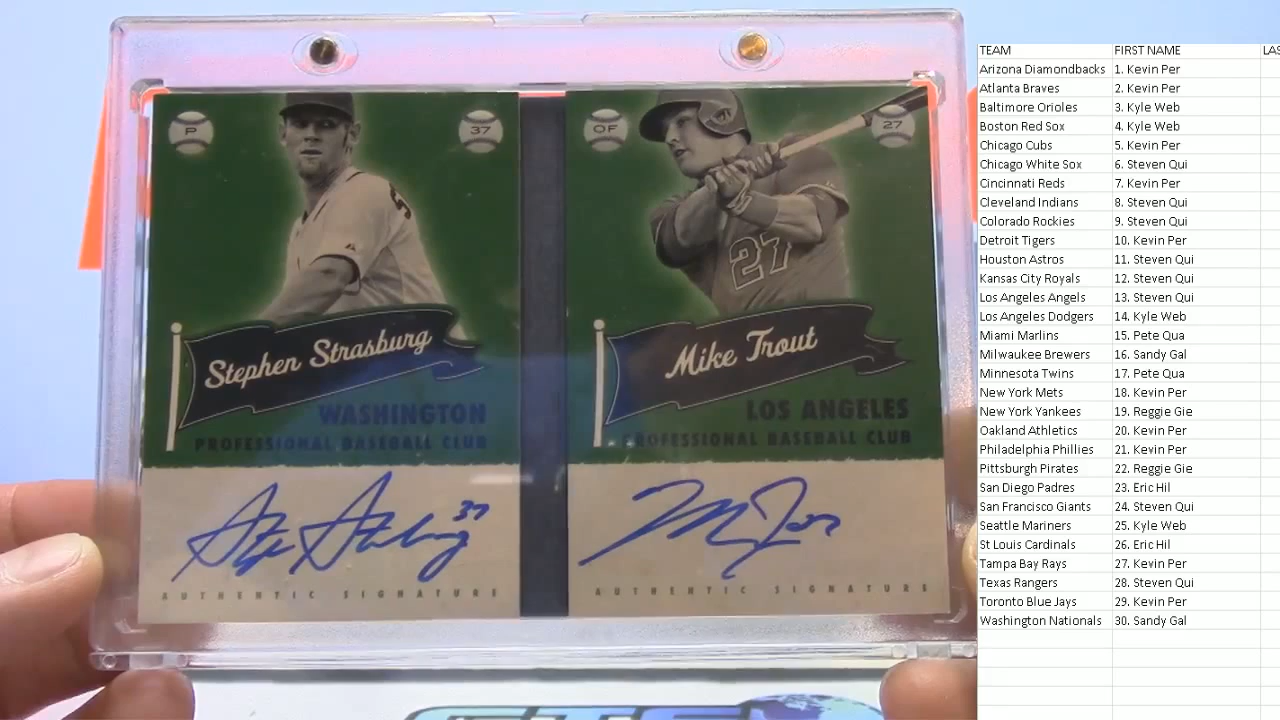 P
37
OF
27
27
Stephen Strasburg
WASHINGTON
PROFESSIONAL BASEBALL CLUB
AUTHENTIC SIGNATURE
Mike Trout
LOS ANGELES
PROFESSIONAL BASEBALL CLUB
AUTHENTIC SIGNATURE
37
TEAM FIRST NAME LAS
Arizona Diamondbacks 1. Kevin Per
Atlanta Braves 2. Kevin Per
Baltimore Orioles 3. Kyle Web
Boston Red Sox 4. Kyle Web
Chicago Cubs 5. Kevin Per
Chicago White Sox 6. Steven Qui
Cincinnati Reds 7. Kevin Per
Cleveland Indians 8. Steven Qui
Colorado Rockies 9. Steven Qui
Detroit Tigers 10. Kevin Per
Houston Astros 11. Steven Qui
Kansas City Royals 12. Steven Qui
Los Angeles Angels 13. Steven Qui
Los Angeles Dodgers 14. Kyle Web
Miami Marlins 15. Pete Qua
Milwaukee Brewers 16. Sandy Gal
Minnesota Twins 17. Pete Qua
New York Mets 18. Kevin Per
New York Yankees 19. Reggie Gie
Oakland Athletics 20. Kevin Per
Philadelphia Phillies 21. Kevin Per
Pittsburgh Pirates 22. Reggie Gie
San Diego Padres 23. Eric Hil
San Francisco Giants 24. Steven Qui
Seattle Mariners 25. Kyle Web
St Louis Cardinals 26. Eric Hil
Tampa Bay Rays 27. Kevin Per
Texas Rangers 28. Steven Qui
Toronto Blue Jays 29. Kevin Per
Washington Nationals 30. Sandy Gal